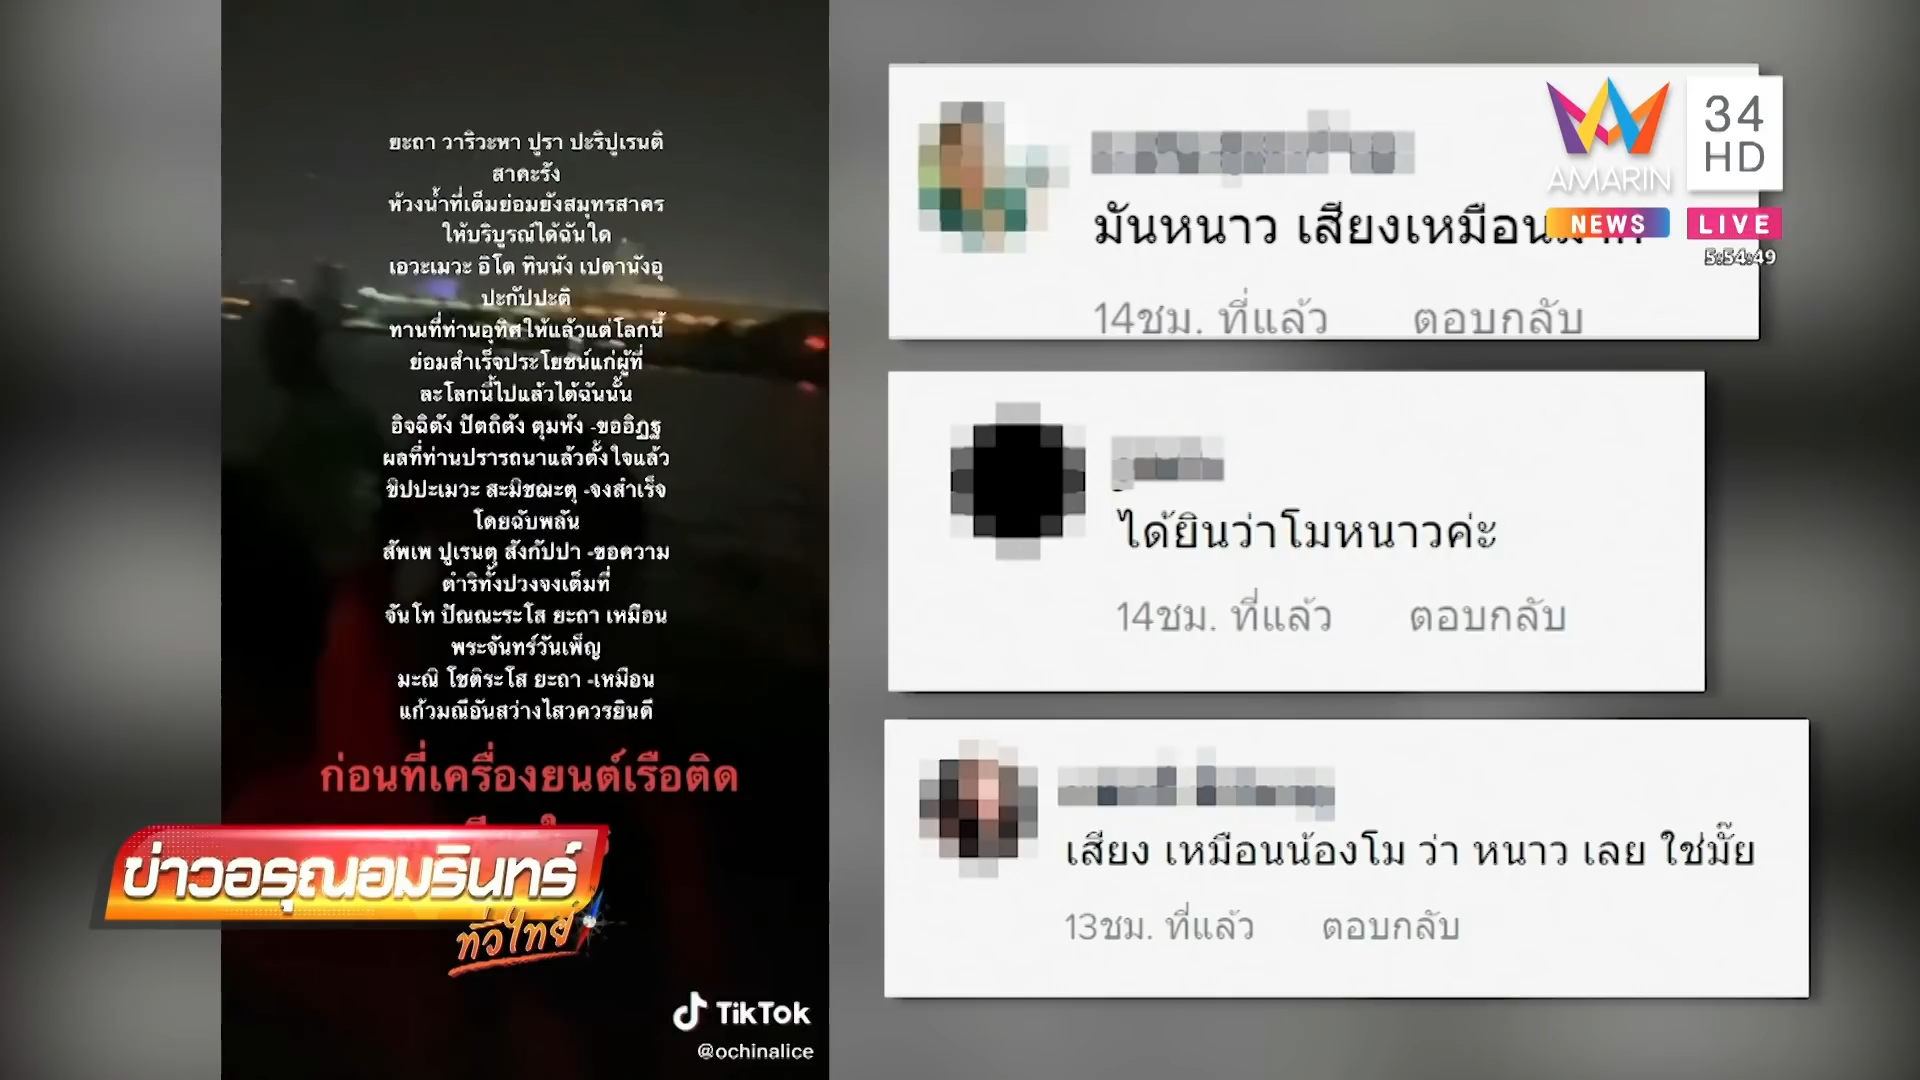 ยะถา วาริวะหา ปูรา ปะริปูเรนติ
สาคะรัง
ห้วงน้ำที่เต็มย่อมยังสมุทรสาคร
ให้บริบูรณ์ได้ฉันใด
เอวะเมวะ อิโต ทินนัง เปตานังอุ
ปะกัปปะติ
ทานที่ท่านอุทิศให้แล้วแต่โลกนี้
ย่อมสำเร็จประโยชน์แก่ผู้ที่
ละโลกนี้ไปแล้วได้ฉันนั้น
อิจฉิตัง ปัตถิตัง ตุมหัง -ขออิฏฐ
ผลที่ท่านปรารถนาแล้วตั้งใจแล้ว
ขิปปะเมวะ สะมิชฌะตุ -จงสำเร็จ
โดยฉับพลัน
สัพเพ ปูเรนตุ สังกัปปา -ขอความ
ดำริทั้งปวงจงเต็มที่
จันโท ปัณณะระโส ยะถา เหมือน
พระจันทร์วันเพ็ญ
มะณิ โชติระโส ยะถา -เหมือน
แก้วมณีอันสว่างไสวควรยินดี
ก่อนที่เครื่องยนต์เรือติด
ข่าวอรุณอมรินทร์
ทั่วไทย
TikTok
@ochinalice
มันหนาว เสียงเหมือน
14ชม. ที่แล้ว ตอบกลับ
ได้ยินว่าโมหนาวค่ะ
14ชม. ที่แล้ว ตอบกลับ
เสียง เหมือนน้องโม ว่า หนาว เลย ใช่มั๊ย
13ชม. ที่แล้ว ตอบกลับ
AMARIN
NEWS
34
HD
LIVE
5:54:49